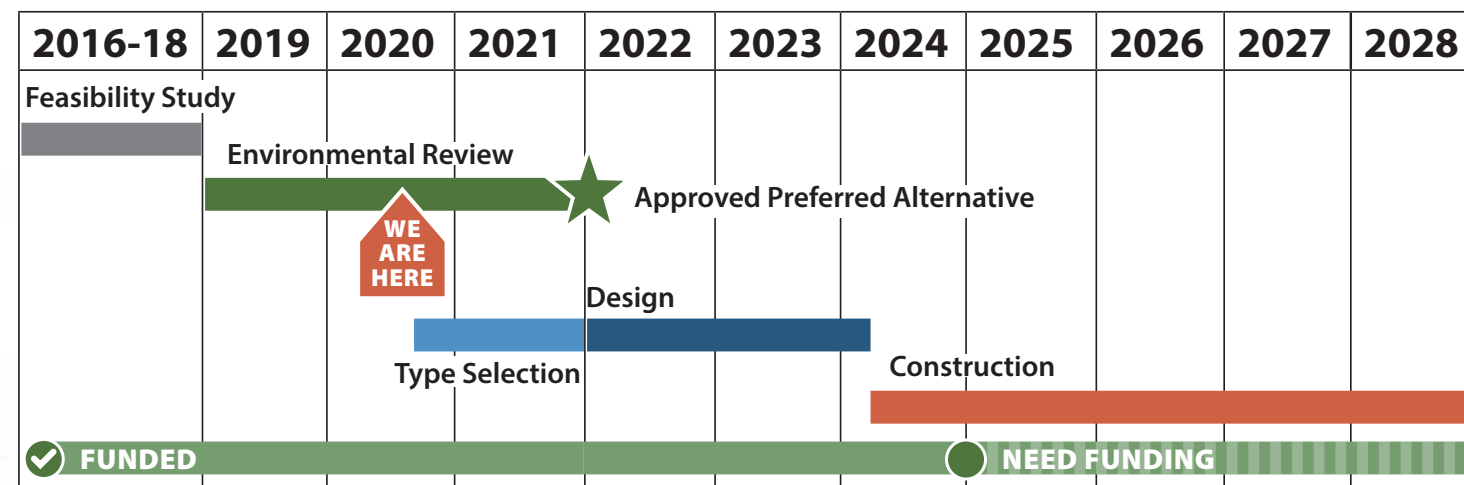 2016-18 2019 2020 2021 2022 2023 2024 2025 2026 2027 2028
Feasibility Study
Environmental Review
Approved Preferred Alternative
WE
ARE
HERE
Design
Type Selection
Construction
FUNDED
NEED FUNDING